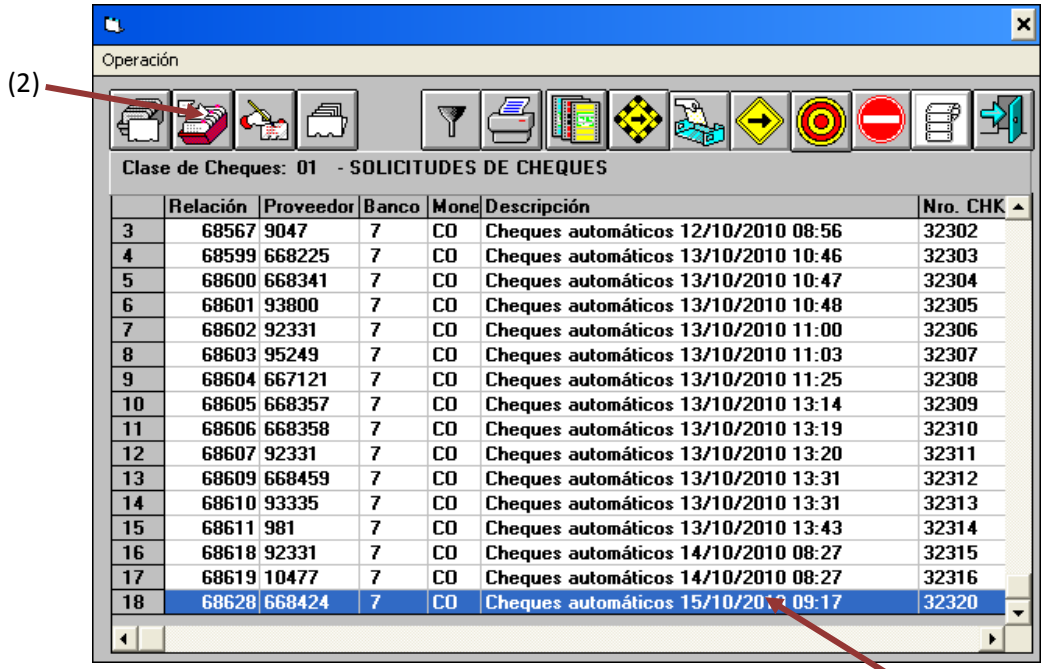 Operación
(2)
Clase de Cheques: 01 - SOLICITUDES DE CHEQUES
Relación Proveedor Banco Mone Descripción Nro. CHK
3 68567 9047 7 CO Cheques automáticos 12/10/2010 08:56 32302
4 68599 668225 7 CO Cheques automáticos 13/10/2010 10:46 32303
5 68600 668341 7 CO Cheques automáticos 13/10/2010 10:47 32304
6 68601 93800 7 CO Cheques automáticos 13/10/2010 10:48 32305
7 68602 92331 7 CO Cheques automáticos 13/10/2010 11:00 32306
8 68603 95249 7 CO Cheques automáticos 13/10/2010 11:03 32307
9 68604 667121 7 CO Cheques automáticos 13/10/2010 11:25 32308
10 68605 668357 7 CO Cheques automáticos 13/10/2010 13:14 32309
11 68606 668358 7 CO Cheques automáticos 13/10/2010 13:19 32310
12 68607 92331 7 CO Cheques automáticos 13/10/2010 13:20 32311
13 68609 668459 7 CO Cheques automáticos 13/10/2010 13:31 32312
14 68610 93335 7 CO Cheques automáticos 13/10/2010 13:31 32313
15 68611 981 7 CO Cheques automáticos 13/10/2010 13:43 32314
16 68618 92331 7 CO Cheques automáticos 14/10/2010 08:27 32315
17 68619 10477 7 CO Cheques automáticos 14/10/2010 08:27 32316
18 68628 668424 7 CO Cheques automáticos 15/10/2010 09:17 32320